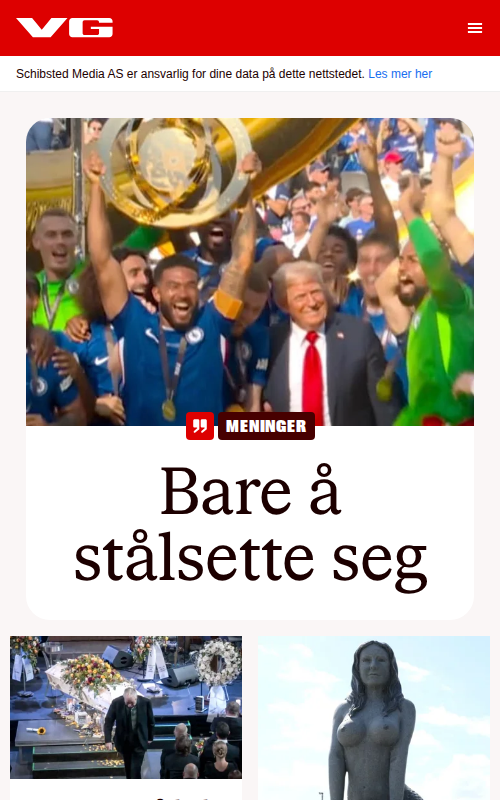 VG
Schibsted Media AS er ansvarlig for dine data på dette nettstedet. Les mer her
MENINGER
Bare å
stålsette seg